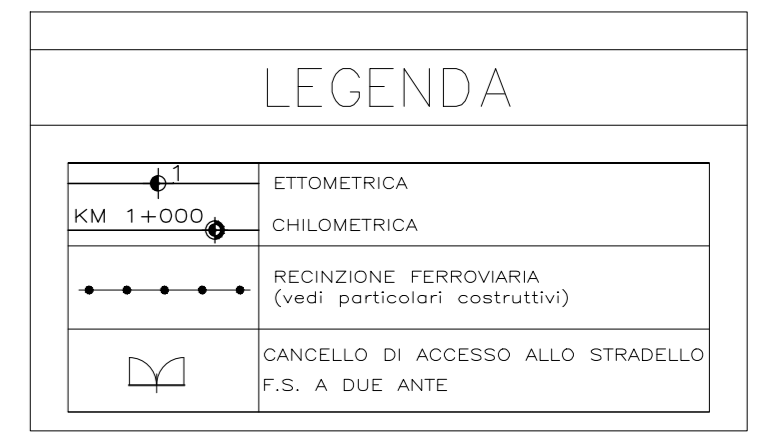 LEGENDA
1
ETTOMETRICA
KM 1+000
CHILOMETRICA
RECINZIONE FERROVIARIA
(vedi particolari costruttivi)
CANCELLO DI ACCESSO ALLO STRADELLO
F.S. A DUE ANTE